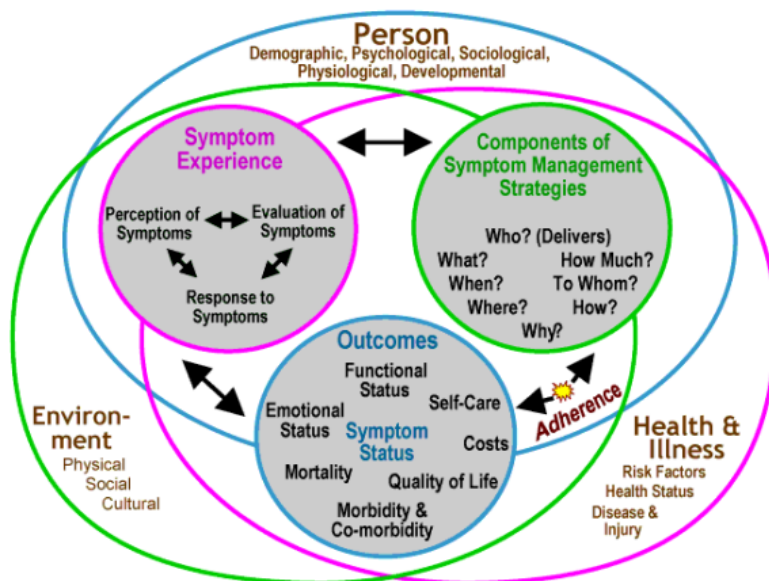 Person
Demographic, Psychological, Sociological,
Physiological, Developmental
Symptom
Experience
Perception of
Symptoms
Evaluation of
Symptoms
Response to
Symptoms
Components of
Symptom Management
Strategies
Who? (Delivers)
What?
How Much?
When?
To Whom?
Where?
How?
Why?
Outcomes
Functional
Status
Emotional
Status
Self-Care
Symptom
Status
Costs
Mortality
Quality of Life
Morbidity &
Co-morbidity
Adherence
Environ-
ment
Physical
Social
Cultural
Health &
Illness
Risk Factors
Health Status
Disease &
Injury